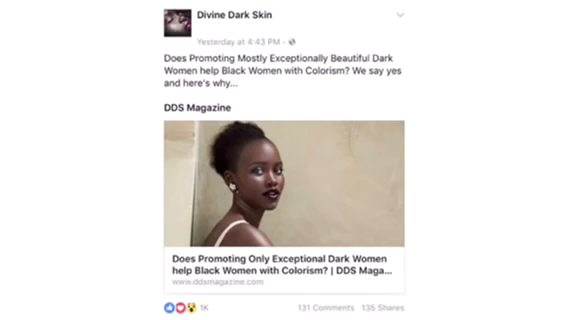 Divine Dark Skin
Yesterday at 4:43 PM ·
Does Promoting Mostly Exceptionally Beautiful Dark
Women help Black Women with Colorism? We say yes
and here's why...
DDS Magazine
Does Promoting Only Exceptional Dark Women
help Black Women with Colorism? | DDS Maga...
www.ddsmagazine.com
1K
131 Comments 135 Shares